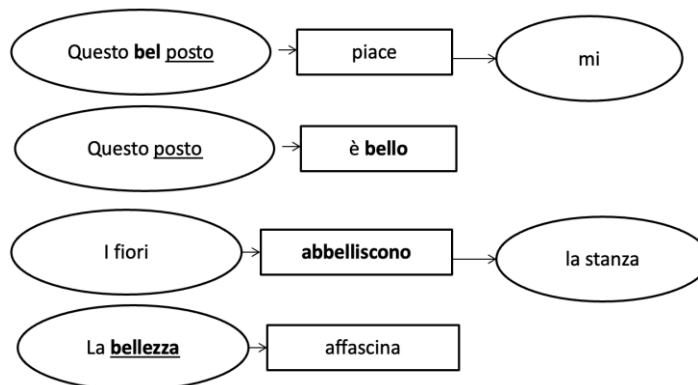 Questo bel posto piace mi
Questo posto è bello
I fiori abbelliscono la stanza
La bellezza affascina